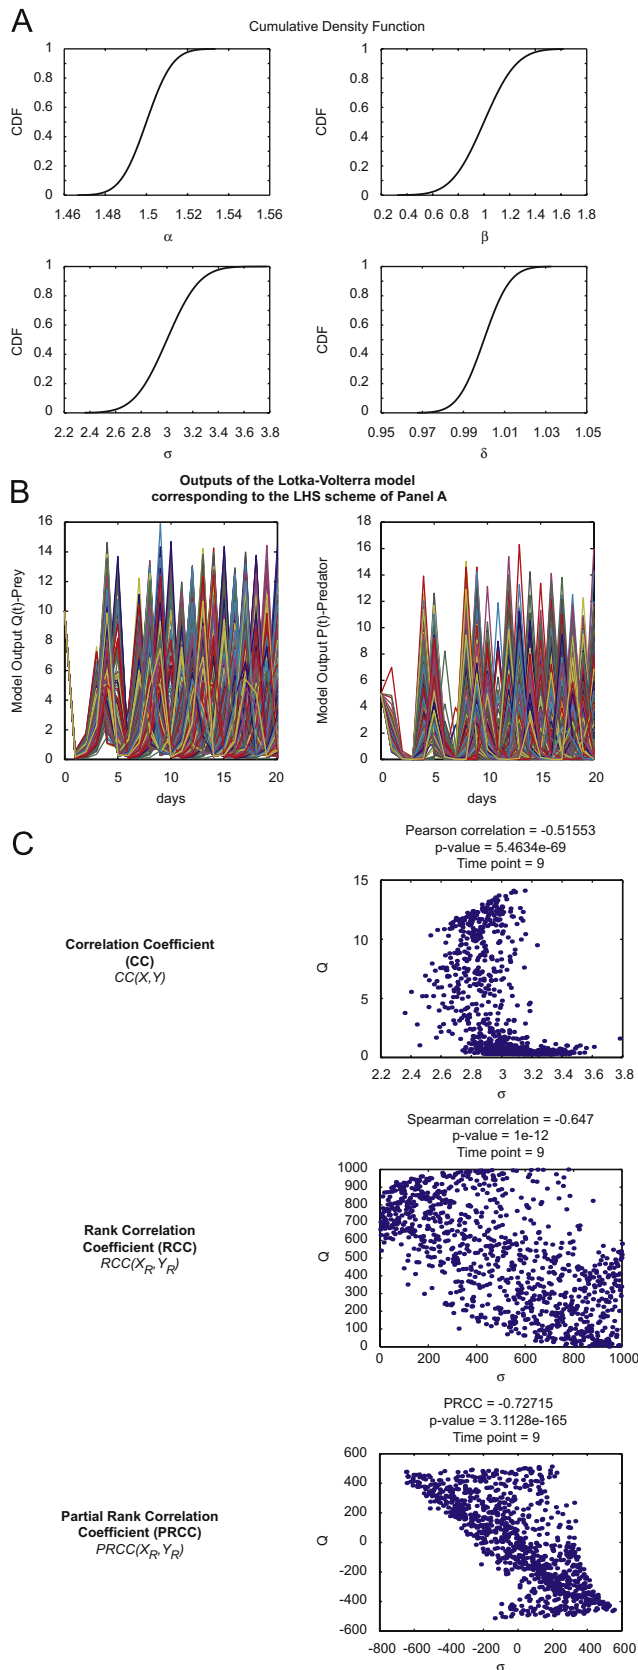 A
Cumulative Density Function
1
0.8
0.6
0.4
0.2
0
CDF
1.46 1.48 1.5 1.52 1.54 1.56
α
1
0.8
0.6
0.4
0.2
0
CDF
0.2 0.4 0.6 0.8 1 1.2 1.4 1.6 1.8
β
1
0.8
0.6
0.4
0.2
0
CDF
2.2 2.4 2.6 2.8 3 3.2 3.4 3.6 3.8
σ
1
0.8
0.6
0.4
0.2
0
CDF
0.95 0.97 0.99 1.01 1.03 1.05
δ
B
Outputs of the Lotka-Volterra model
corresponding to the LHS scheme of Panel A
16
14
12
10
8
6
4
2
0
Model Output Q(t)-Prey
0 5 10 15 20
days
18
16
14
12
10
8
6
4
2
0
Model Output P(t)-Predator
0 5 10 15 20
days
C
Pearson correlation = -0.51553
p-value = 5.4634e-69
Time point = 9
Correlation Coefficient
(CC)
CC(X,Y)
15
10
5
0
Q
2.2 2.4 2.6 2.8 3.0 3.2 3.4 3.6 3.8
σ
Spearman correlation = -0.647
p-value = 1e-12
Time point = 9
Rank Correlation
Coefficient (RCC)
RCC(X_R,Y_R)
1000
900
800
700
600
500
400
300
200
100
0
Q
0 200 400 600 800 1000
σ
PRCC = -0.72715
p-value = 3.1128e-165
Time point = 9
Partial Rank Correlation
Coefficient (PRCC)
PRCC(X_R,Y_R)
600
400
200
0
-200
-400
-600
Q
-800 -600 -400 -200 0 200 400 600
σ